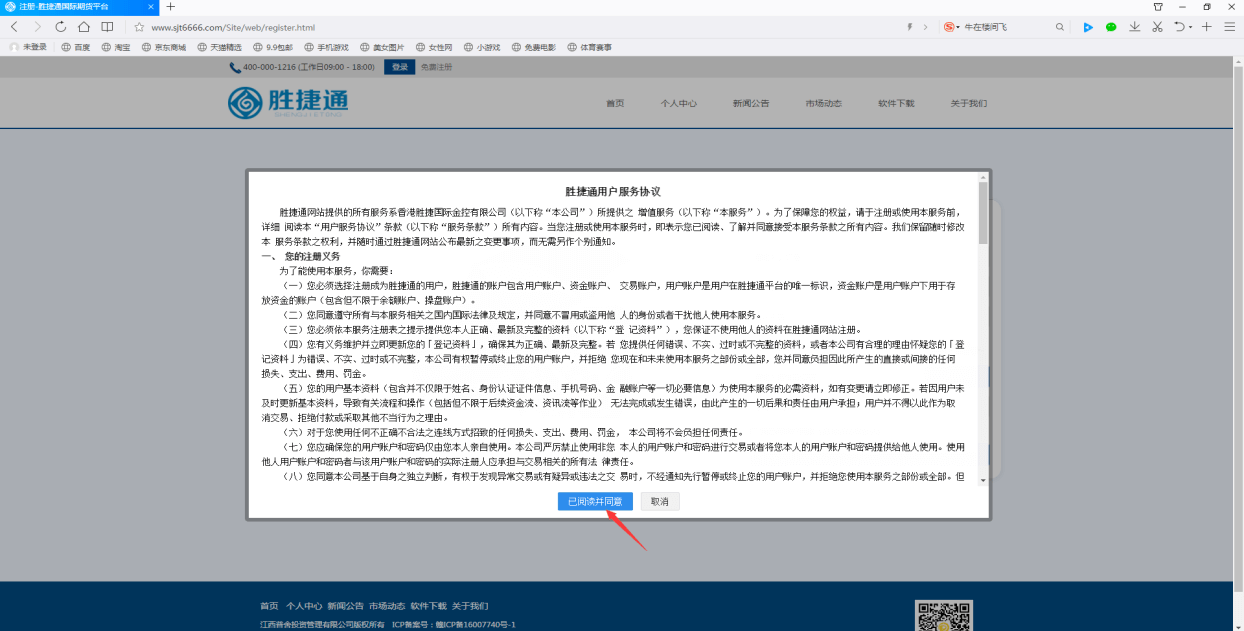 注册-胜捷通国际期货平台
www.sjt6666.com/Site/web/register.html
牛在楼间飞
未登录 百度 淘宝 京东商城 天猫精选 9.9包邮 手机游戏 美女图片 女性网 小游戏 免费电影 体育赛事
400-000-1216 (工作日09:00 - 18:00) 登录 免费注册
胜捷通
SHENGJIETONG
首页 个人中心 新闻公告 市场动态 软件下载 关于我们
胜捷通用户服务协议
胜捷通网站提供的所有服务系香港胜捷国际金控有限公司（以下称“本公司”）所提供之 增值服务（以下称“本服务”）。为了保障您的权益，请于注册或使用本服务前，
详细 阅读本“用户服务协议”条款（以下称“服务条款”）所有内容。当您注册或使用本服务时，即表示您已阅读、了解并同意接受本服务条款之所有内容。我们保留随时修改
本 服务条款之权利，并随时通过胜捷通网站公布最新之变更事项，而无需另作个别通知。
一、 您的注册义务
为了能使用本服务，你需要：
（一）您必须选择注册成为胜捷通的用户，胜捷通的账户包含用户账户、资金账户、 交易账户，用户账户是用户在胜捷通平台的唯一标识，资金账户是用户账户下用于存
放资金的账户（包含但不限于余额账户、操盘账户）。
（二）您同意遵守所有与本服务相关之国内国际法律及规定，并同意不冒用或盗用他 人的身份或者干扰他人使用本服务。
（三）您必须依本服务注册表之提示提供您本人正确、最新及完整的资料（以下称“登 记资料”），您保证不使用他人的资料在胜捷通网站注册。
（四）您有义务维护并立即更新您的「登记资料」，确保其为正确、最新及完整。若 您提供任何错误、不实、过时或不完整的资料，或者本公司有合理的理由怀疑您的「登
记资料」为错误、不实、过时或不完整，本公司有权暂停或终止您的用户账户，并拒绝 您现在和未来使用本服务之部份或全部，您并同意负担因此所产生的直接或间接的任何
损失、支出、费用、罚金。
（五）您的用户基本资料（包含并不仅限于姓名、身份认证证件信息、手机号码、金 融账户等一切必要信息）为使用本服务的必需资料，如有变更请立即修正。若因用户未
及时更新基本资料，导致有关流程和操作（包括但不限于后续资金流、资讯流等作业） 无法完成或发生错误，由此产生的一切后果和责任由用户承担，用户并不得以此作为取
消交易、拒绝付款或采取其他不当行为之理由。
（六）对于您使用任何不正确不合法之连线方式招致的任何损失、支出、费用、罚金， 本公司将不会负担任何责任。
（七）您应确保您的用户账户和密码仅由您本人亲自使用。本公司严厉禁止使用非您 本人的用户账户和密码进行交易或者将您本人的用户账户和密码提供给他人使用。使用
他人用户账户和密码者与该用户账户和密码的实际注册人应承担与交易相关的所有法 律责任。
（八）您同意本公司基于自身之独立判断，有权于发现异常交易或有疑异或违法之交 易时，不经通知先行暂停或终止您的用户账户，并拒绝您使用本服务之部份或全部。但
已阅读并同意 取消
首页 个人中心 新闻公告 市场动态 软件下载 关于我们
江西普会投资管理有限公司版权所有 ICP备案号：赣ICP备16007740号-1